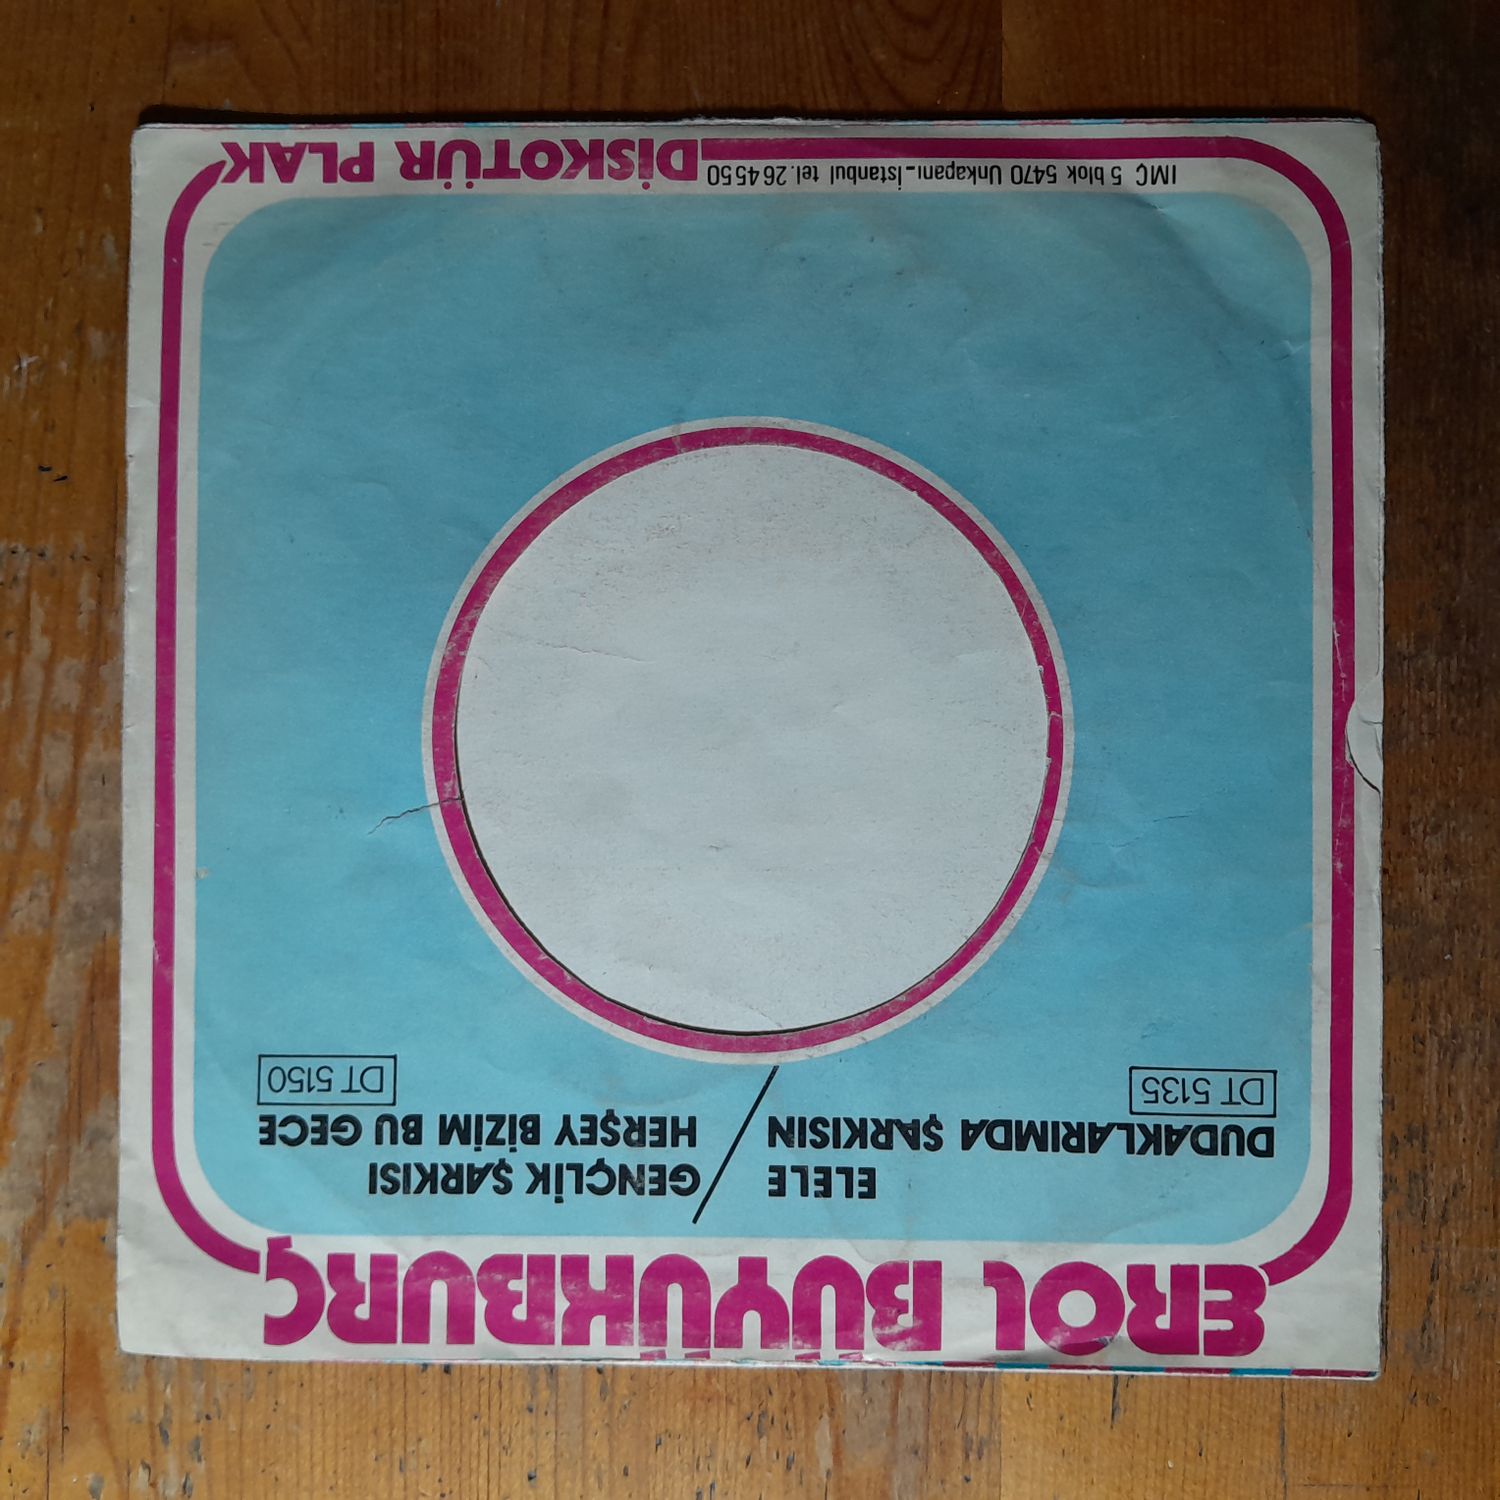 EROL BÜYÜKBURÇ
ELELE
DUDAKLARIMDA ŞARKISIN
DT 5135
GENÇLİK ŞARKISI
HERŞEY BİZİM BU GECE
DT 5150
IMÇ 5 blok 5470 Unkapanı-İstanbul tel. 26 45 50
DİSKOTÜR PLAK